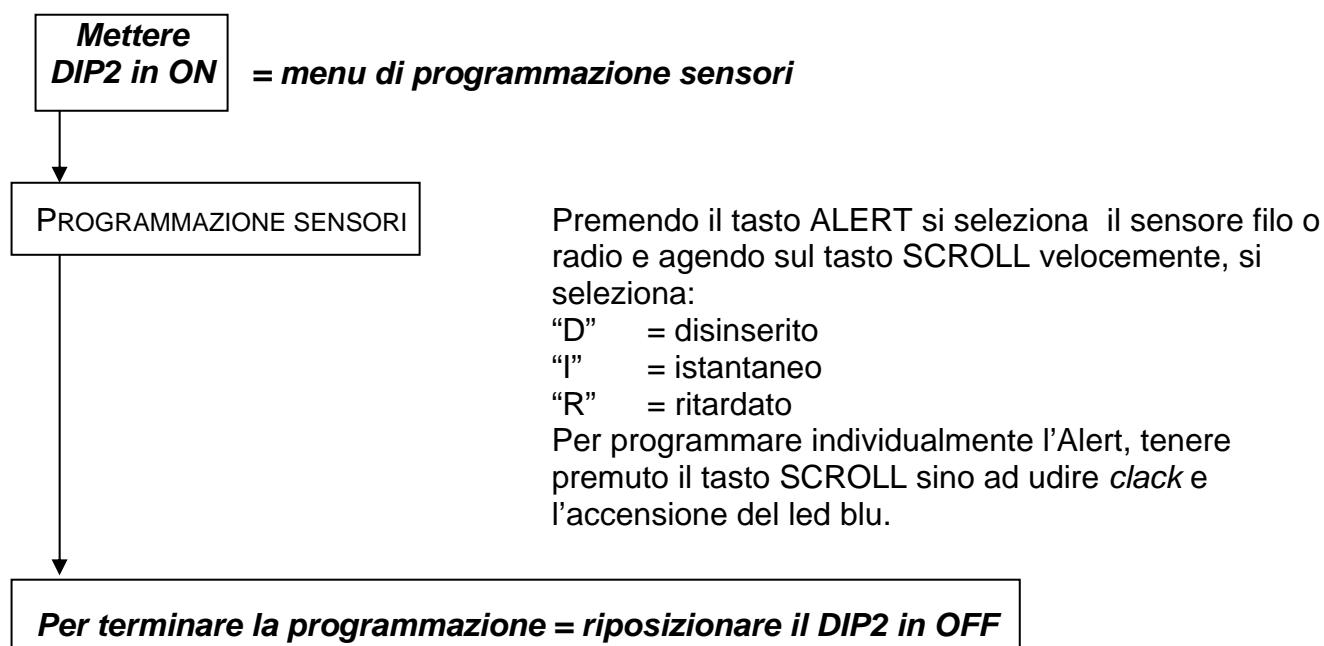 Mettere
DIP2 in ON = menu di programmazione sensori
PROGRAMMAZIONE SENSORI
Premendo il tasto ALERT si seleziona il sensore filo o
radio e agendo sul tasto SCROLL velocemente, si
seleziona:
“D” = disinserito
“I” = istantaneo
“R” = ritardato
Per programmare individualmente l’Alert, tenere
premuto il tasto SCROLL sino ad udire clack e
l’accensione del led blu.
Per terminare la programmazione = riposizionare il DIP2 in OFF